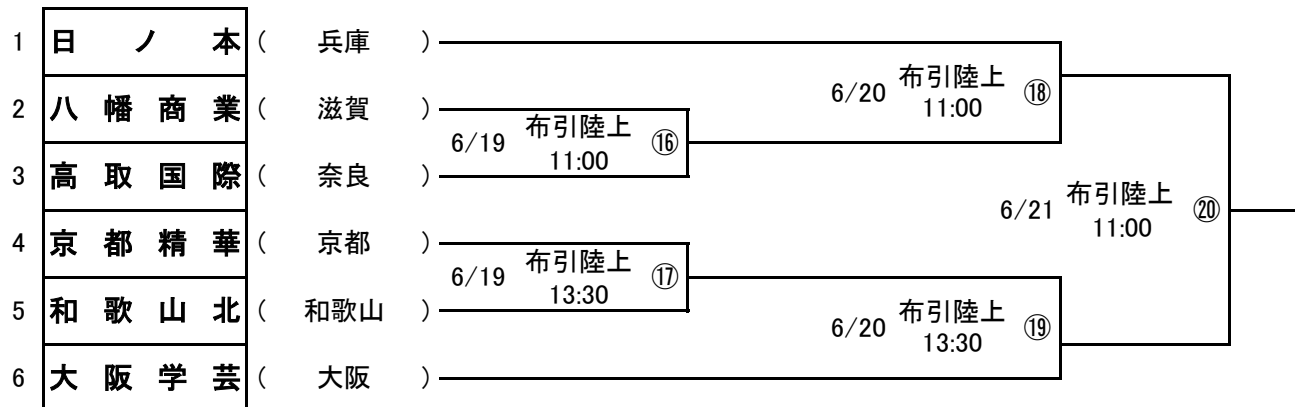 1 日ノ本 ( 兵庫 )
6/20 布引陸上 11:00 ⑱
2 八幡商業 ( 滋賀 )
6/19 布引陸上 11:00 ⑯
3 高取国際 ( 奈良 )
6/21 布引陸上 11:00 ⑳
4 京都精華 ( 京都 )
6/19 布引陸上 13:30 ⑰
5 和歌山北 ( 和歌山 )
6/20 布引陸上 13:30 ⑲
6 大阪学芸 ( 大阪 )